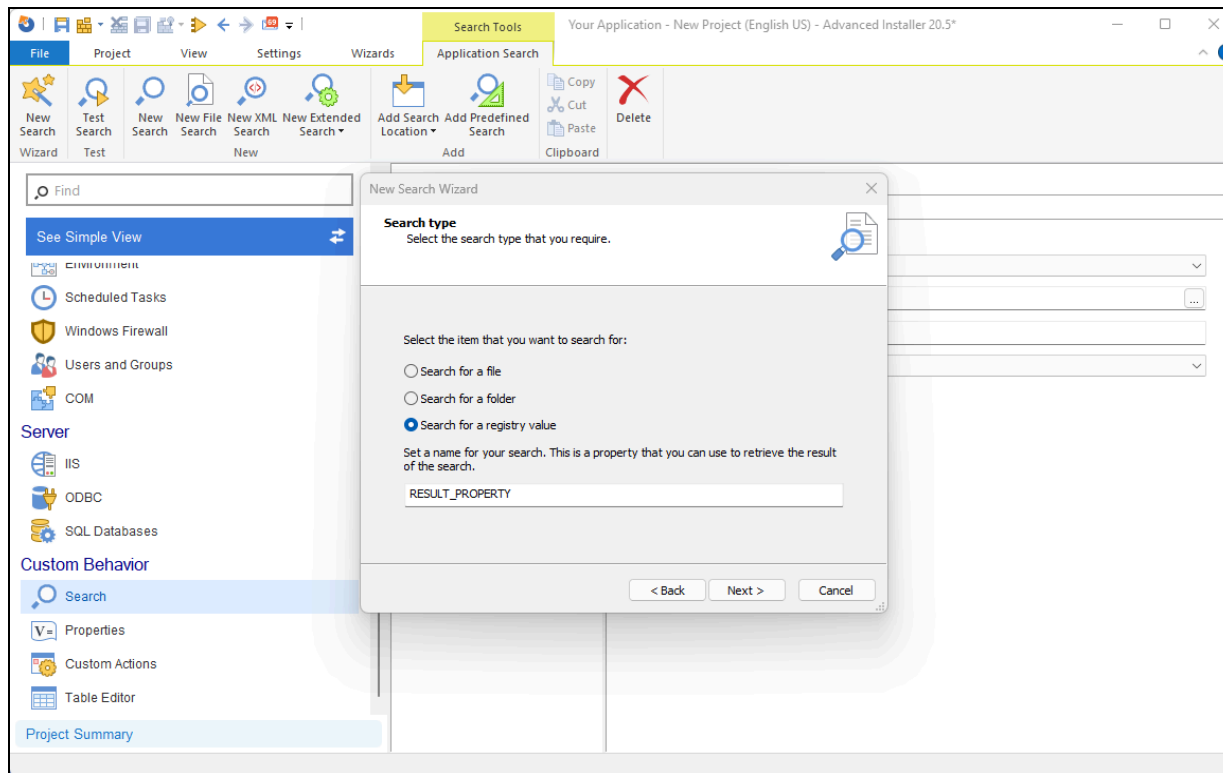 69
Search Tools
Your Application - New Project (English US) - Advanced Installer 20.5*
File
Project
View
Settings
Wizards
Application Search
New Search
Test Search
New Search
New File Search
New XML Search
New Extended Search
Add Search Location
Add Predefined Search
Copy
Cut
Paste
Delete
Wizard
Test
New
Add
Clipboard
Find
See Simple View
Environment
Scheduled Tasks
Windows Firewall
Users and Groups
COM
Server
IIS
ODBC
SQL Databases
Custom Behavior
Search
Properties
Custom Actions
Table Editor
Project Summary
New Search Wizard
Search type
Select the search type that you require.
Select the item that you want to search for:
Search for a file
Search for a folder
Search for a registry value
Set a name for your search. This is a property that you can use to retrieve the result
of the search.
RESULT_PROPERTY
< Back
Next >
Cancel
...